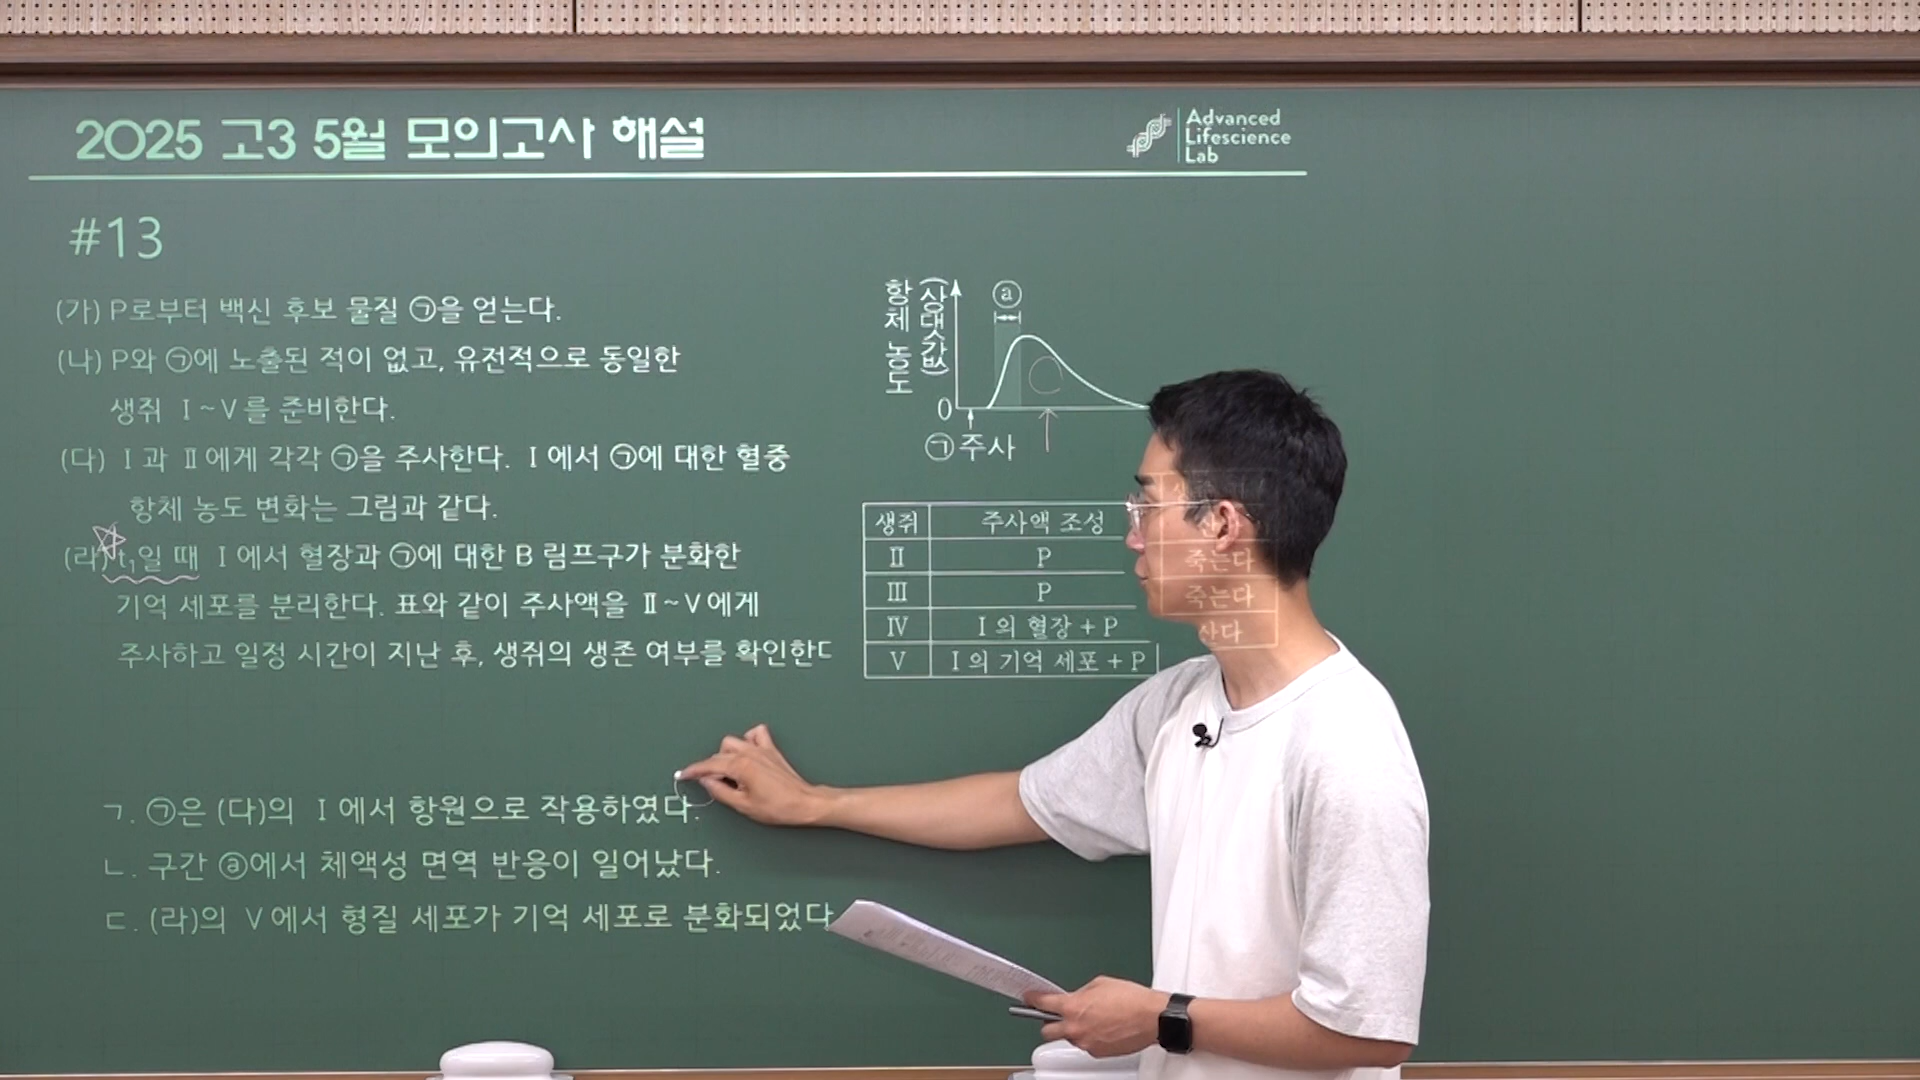 2025 고3 5월 모의고사 해설
Advanced
Lifescience
Lab
#13
(가) P로부터 백신 후보 물질 ㉠을 얻는다.
(나) P와 ㉠에 노출된 적이 없고, 유전적으로 동일한
생쥐 Ⅰ~Ⅴ를 준비한다.
(다) Ⅰ과 Ⅱ에게 각각 ㉠을 주사한다. Ⅰ에서 ㉠에 대한 혈중
항체 농도 변화는 그림과 같다.
(라) t₁일 때 Ⅰ에서 혈장과 ㉠에 대한 B 림프구가 분화한
기억 세포를 분리한다. 표와 같이 주사액을 Ⅱ~Ⅴ에게
주사하고 일정 시간이 지난 후, 생쥐의 생존 여부를 확인한다
항체 농도
(상댓값)
ⓐ
0
㉠ 주사
생쥐 주사액 조성
Ⅱ P
Ⅲ P 죽는다
Ⅳ Ⅰ의 혈장 + P 죽는다
Ⅴ Ⅰ의 기억 세포 + P 산다
ㄱ. ㉠은 (다)의 Ⅰ에서 항원으로 작용하였다.
ㄴ. 구간 ⓐ에서 체액성 면역 반응이 일어났다.
ㄷ. (라)의 Ⅴ에서 형질 세포가 기억 세포로 분화되었다